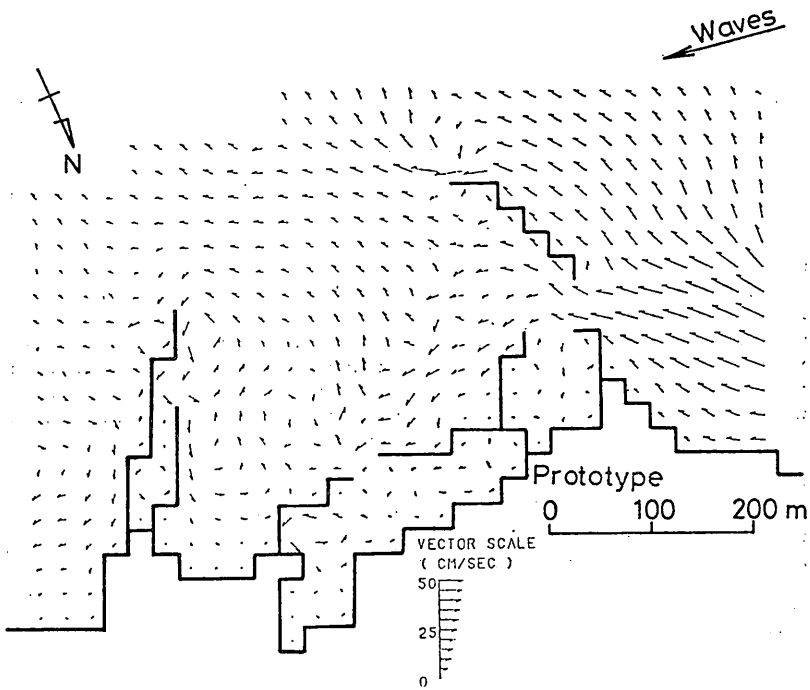 Waves
N
Prototype
0 100 200 m
VECTOR SCALE
( CM/SEC )
50
25
0